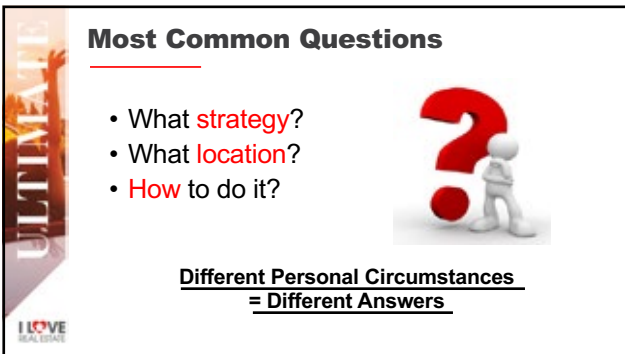 Most Common Questions
• What strategy?
• What location?
• How to do it?
Different Personal Circumstances
= Different Answers
ULTIMATE
I LOVE
REAL ESTATE